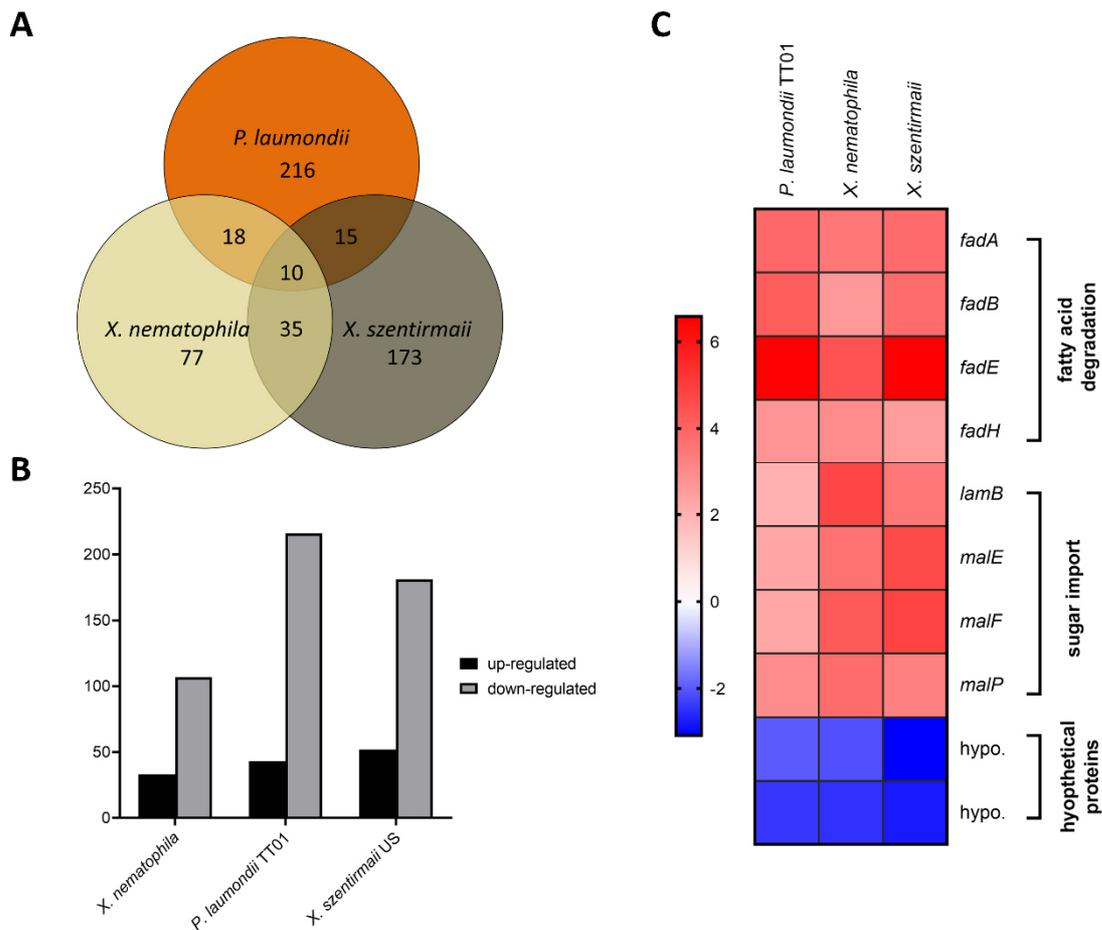 A
P. laumondii
216
18
15
10
X. nematophila
77
35
X. szentirmaii
173
B
250
200
150
100
50
0
X. nematophila
P. laumondii TT01
X. szentirmaii US
up-regulated
down-regulated
C
P. laumondii TT01
X. nematophila
X. szentirmaii
6
4
2
0
-2
fadA
fadB
fadE
fadH
lamB
malE
malF
malP
hypo.
hypo.
fatty acid
degradation
sugar import
hyopthetical
proteins